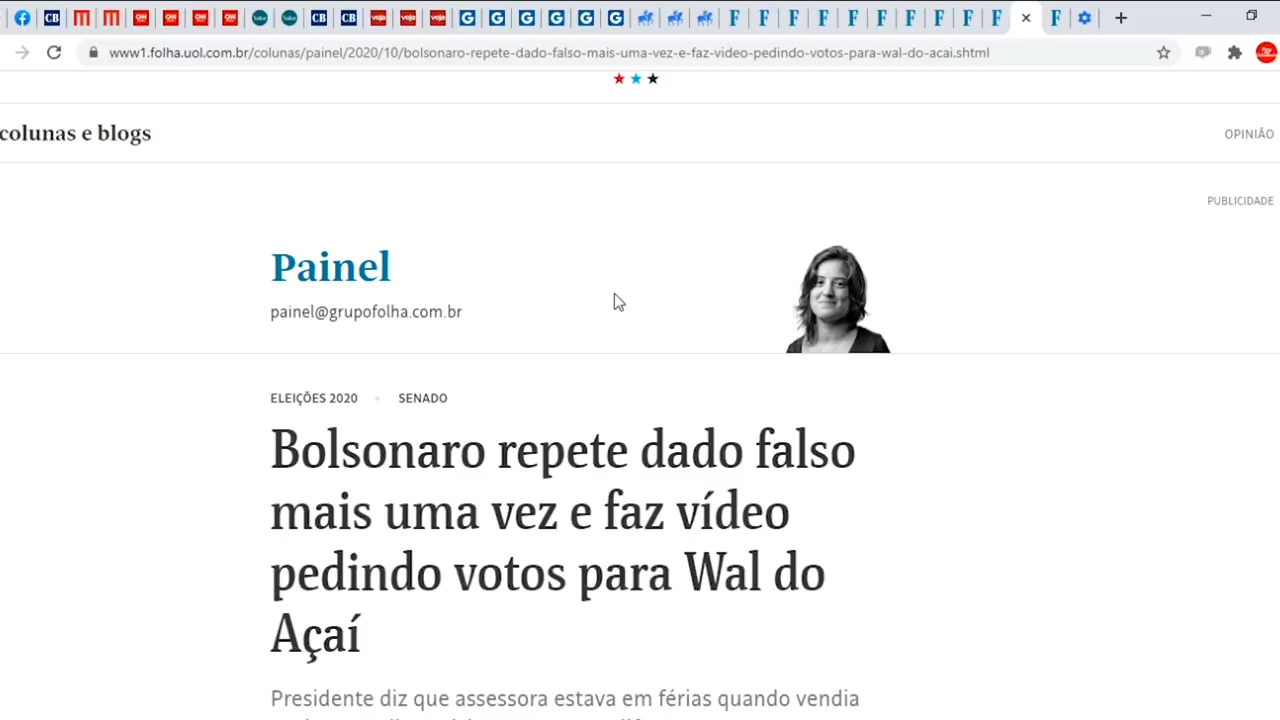 www1.folha.uol.com.br/colunas/painel/2020/10/bolsonaro-repete-dado-falso-mais-uma-vez-e-faz-video-pedindo-votos-para-wal-do-acai.shtml
colunas e blogs
OPINIÃO
PUBLICIDADE
Painel
painel@grupofolha.com.br
ELEIÇÕES 2020 • SENADO
Bolsonaro repete dado falso
mais uma vez e faz vídeo
pedindo votos para Wal do
Açaí
Presidente diz que assessora estava em férias quando vendia